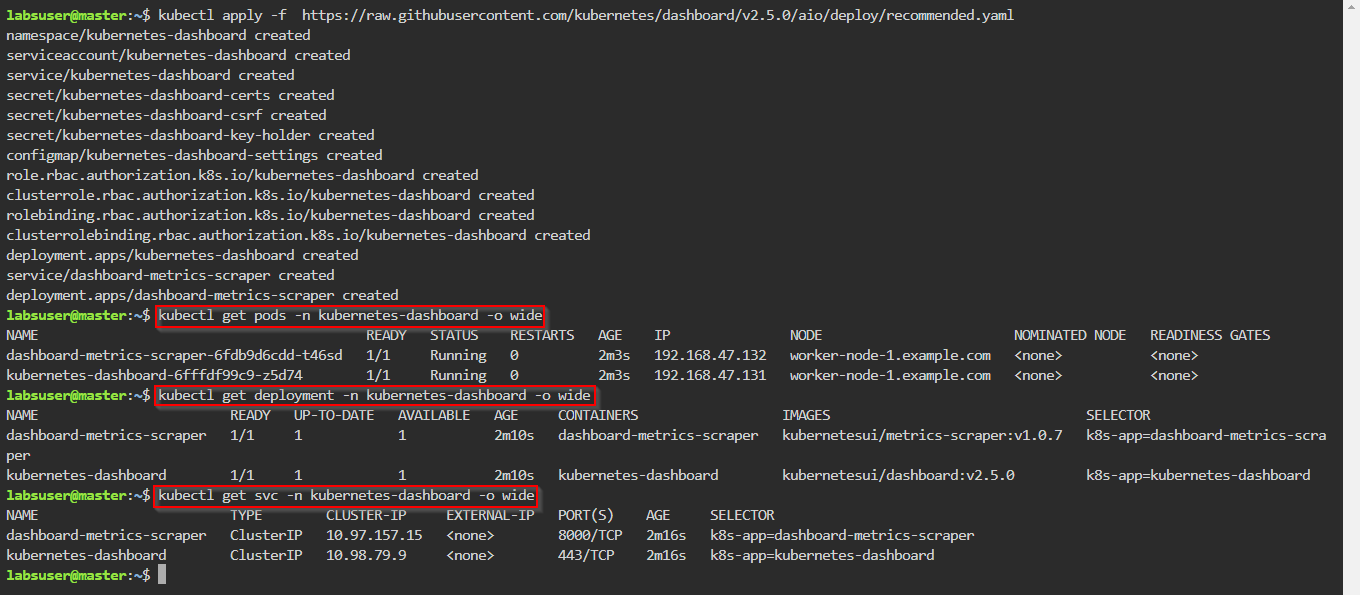 labsuser@master:~$ kubectl apply -f  https://raw.githubusercontent.com/kubernetes/dashboard/v2.5.0/aio/deploy/recommended.yaml
namespace/kubernetes-dashboard created
serviceaccount/kubernetes-dashboard created
service/kubernetes-dashboard created
secret/kubernetes-dashboard-certs created
secret/kubernetes-dashboard-csrf created
secret/kubernetes-dashboard-key-holder created
configmap/kubernetes-dashboard-settings created
role.rbac.authorization.k8s.io/kubernetes-dashboard created
clusterrole.rbac.authorization.k8s.io/kubernetes-dashboard created
rolebinding.rbac.authorization.k8s.io/kubernetes-dashboard created
clusterrolebinding.rbac.authorization.k8s.io/kubernetes-dashboard created
deployment.apps/kubernetes-dashboard created
service/dashboard-metrics-scraper created
deployment.apps/dashboard-metrics-scraper created
labsuser@master:~$ kubectl get pods -n kubernetes-dashboard -o wide
NAME                                         READY   STATUS    RESTARTS   AGE    IP               NODE                        NOMINATED NODE   READINESS GATES
dashboard-metrics-scraper-6fdb9d6cdd-t46sd   1/1     Running   0          2m3s   192.168.47.132   worker-node-1.example.com   <none>           <none>
kubernetes-dashboard-6fffdf99c9-z5d74        1/1     Running   0          2m3s   192.168.47.131   worker-node-1.example.com   <none>           <none>
labsuser@master:~$ kubectl get deployment -n kubernetes-dashboard -o wide
NAME                        READY   UP-TO-DATE   AVAILABLE   AGE     CONTAINERS                  IMAGES                                SELECTOR
dashboard-metrics-scraper   1/1     1            1           2m10s   dashboard-metrics-scraper   kubernetesui/metrics-scraper:v1.0.7   k8s-app=dashboard-metrics-scra
per
kubernetes-dashboard        1/1     1            1           2m10s   kubernetes-dashboard        kubernetesui/dashboard:v2.5.0         k8s-app=kubernetes-dashboard
labsuser@master:~$ kubectl get svc -n kubernetes-dashboard -o wide
NAME                        TYPE        CLUSTER-IP      EXTERNAL-IP   PORT(S)    AGE     SELECTOR
dashboard-metrics-scraper   ClusterIP   10.97.157.15   <none>        8000/TCP   2m16s   k8s-app=dashboard-metrics-scraper
kubernetes-dashboard        ClusterIP   10.98.79.9     <none>        443/TCP    2m16s   k8s-app=kubernetes-dashboard
labsuser@master:~$